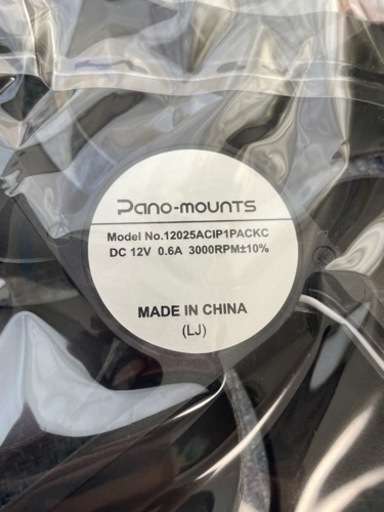 Pano-mounts
Model No.12025ACIP1PACKC
DC 12V 0.6A 3000RPM±10%
MADE IN CHINA
(LJ)